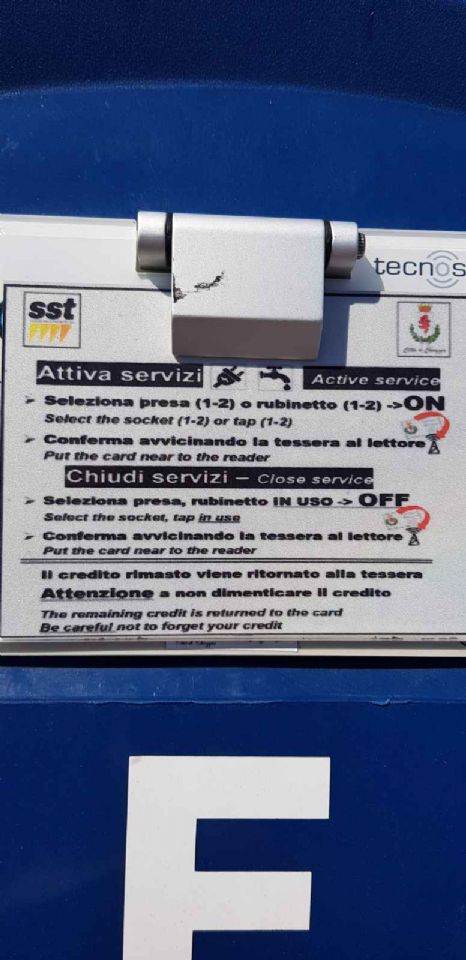 tecnos
sst
Attiva servizi Active service
➢ Seleziona presa (1-2) o rubinetto (1-2) ->ON
Select the socket (1-2) or tap (1-2)
➢ Conferma avvicinando la tessera al lettore
Put the card near to the reader
Chiudi servizi – Close service
➢ Seleziona presa, rubinetto IN USO -> OFF
Select the socket, tap in use
➢ Conferma avvicinando la tessera al lettore
Put the card near to the reader
Il credito rimasto viene ritornato alla tessera
Attenzione a non dimenticare il credito
The remaining credit is returned to the card
Be careful not to forget your credit
F